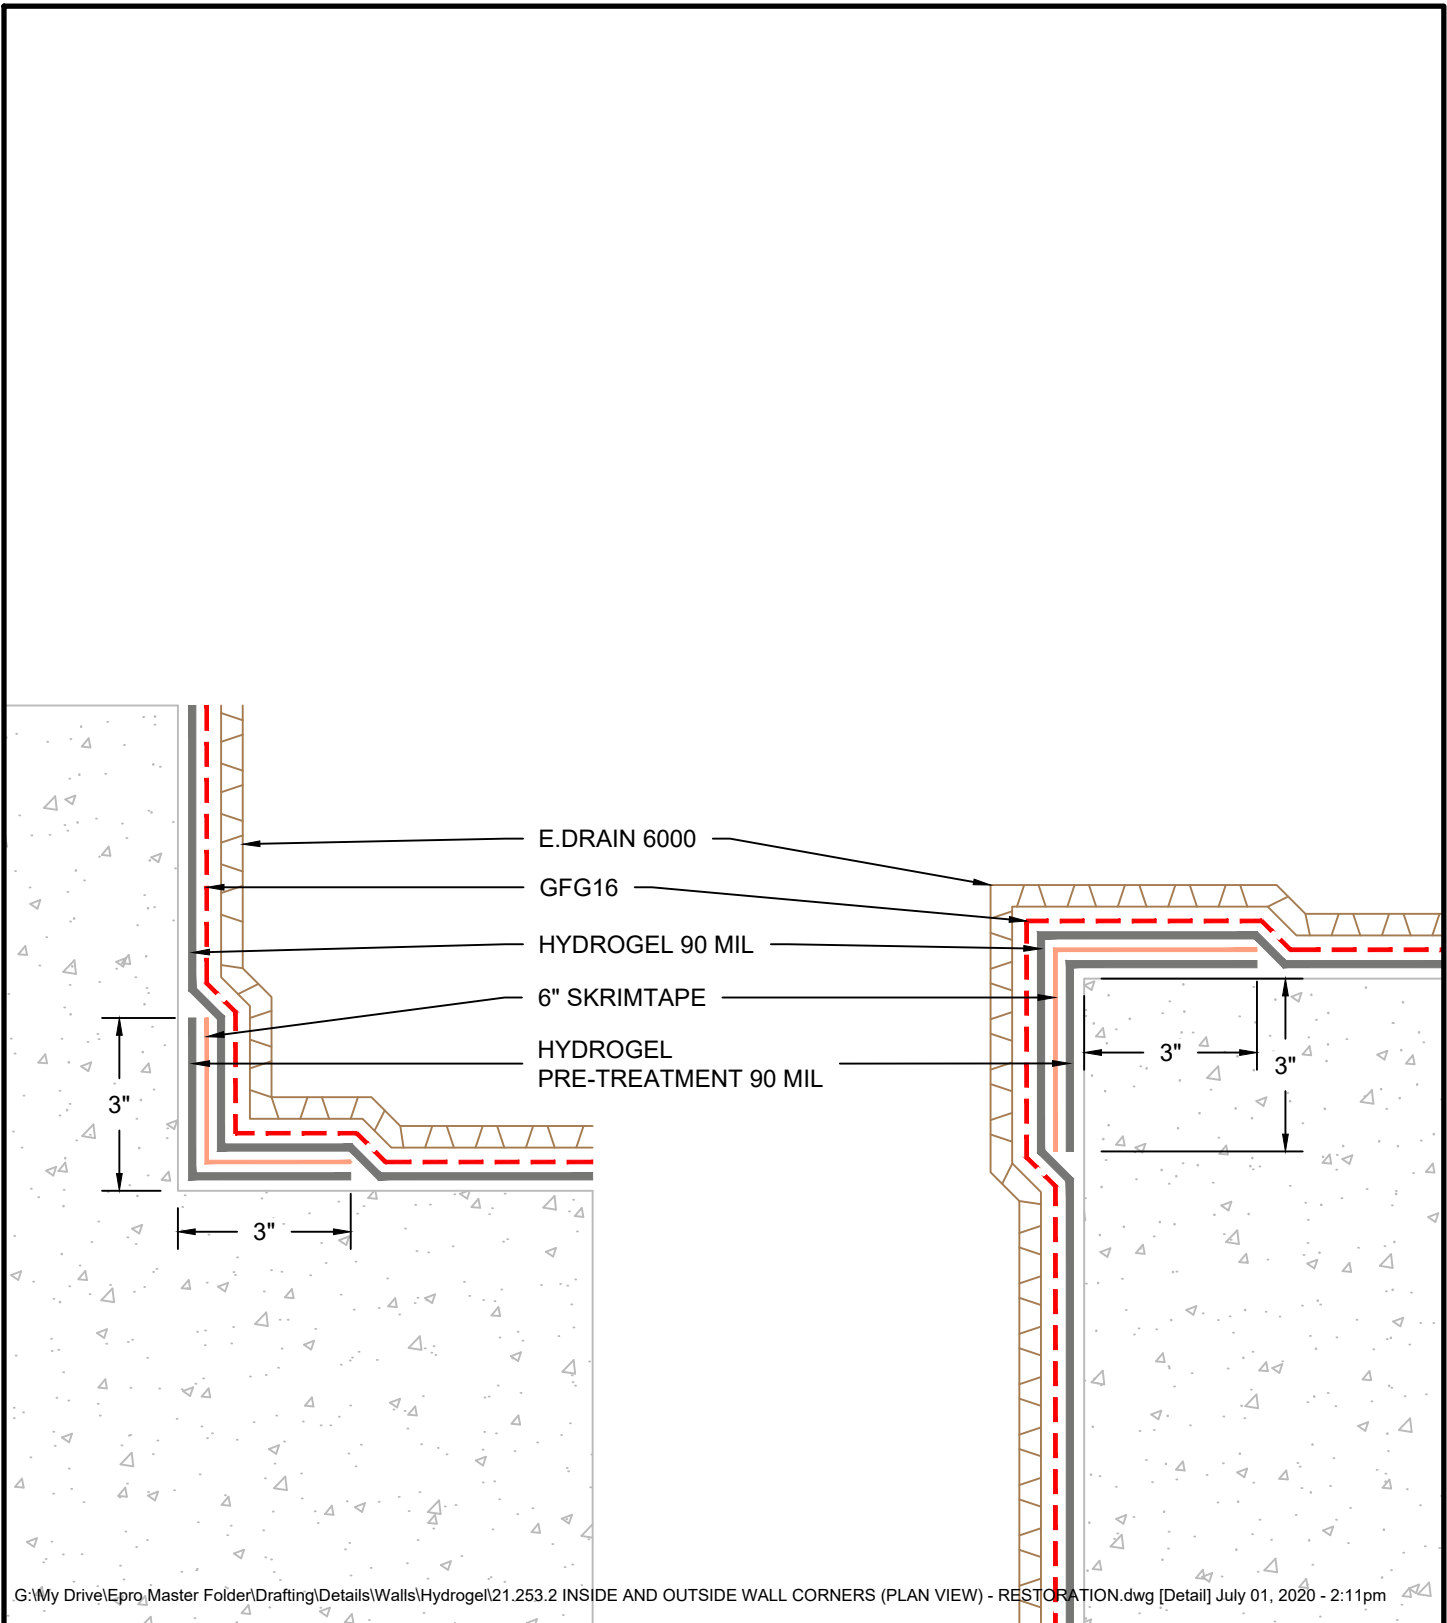 E.DRAIN 6000
GFG16
HYDROGEL 90 MIL
6" SKRIMTAPE
HYDROGEL
PRE-TREATMENT 90 MIL
3"
3"
3"
3"
G:\My Drive\Epro Master Folder\Drafting\Details\Walls\Hydrogel\21.253.2 INSIDE AND OUTSIDE WALL CORNERS (PLAN VIEW) - RESTORATION.dwg [Detail] July 01, 2020 - 2:11pm